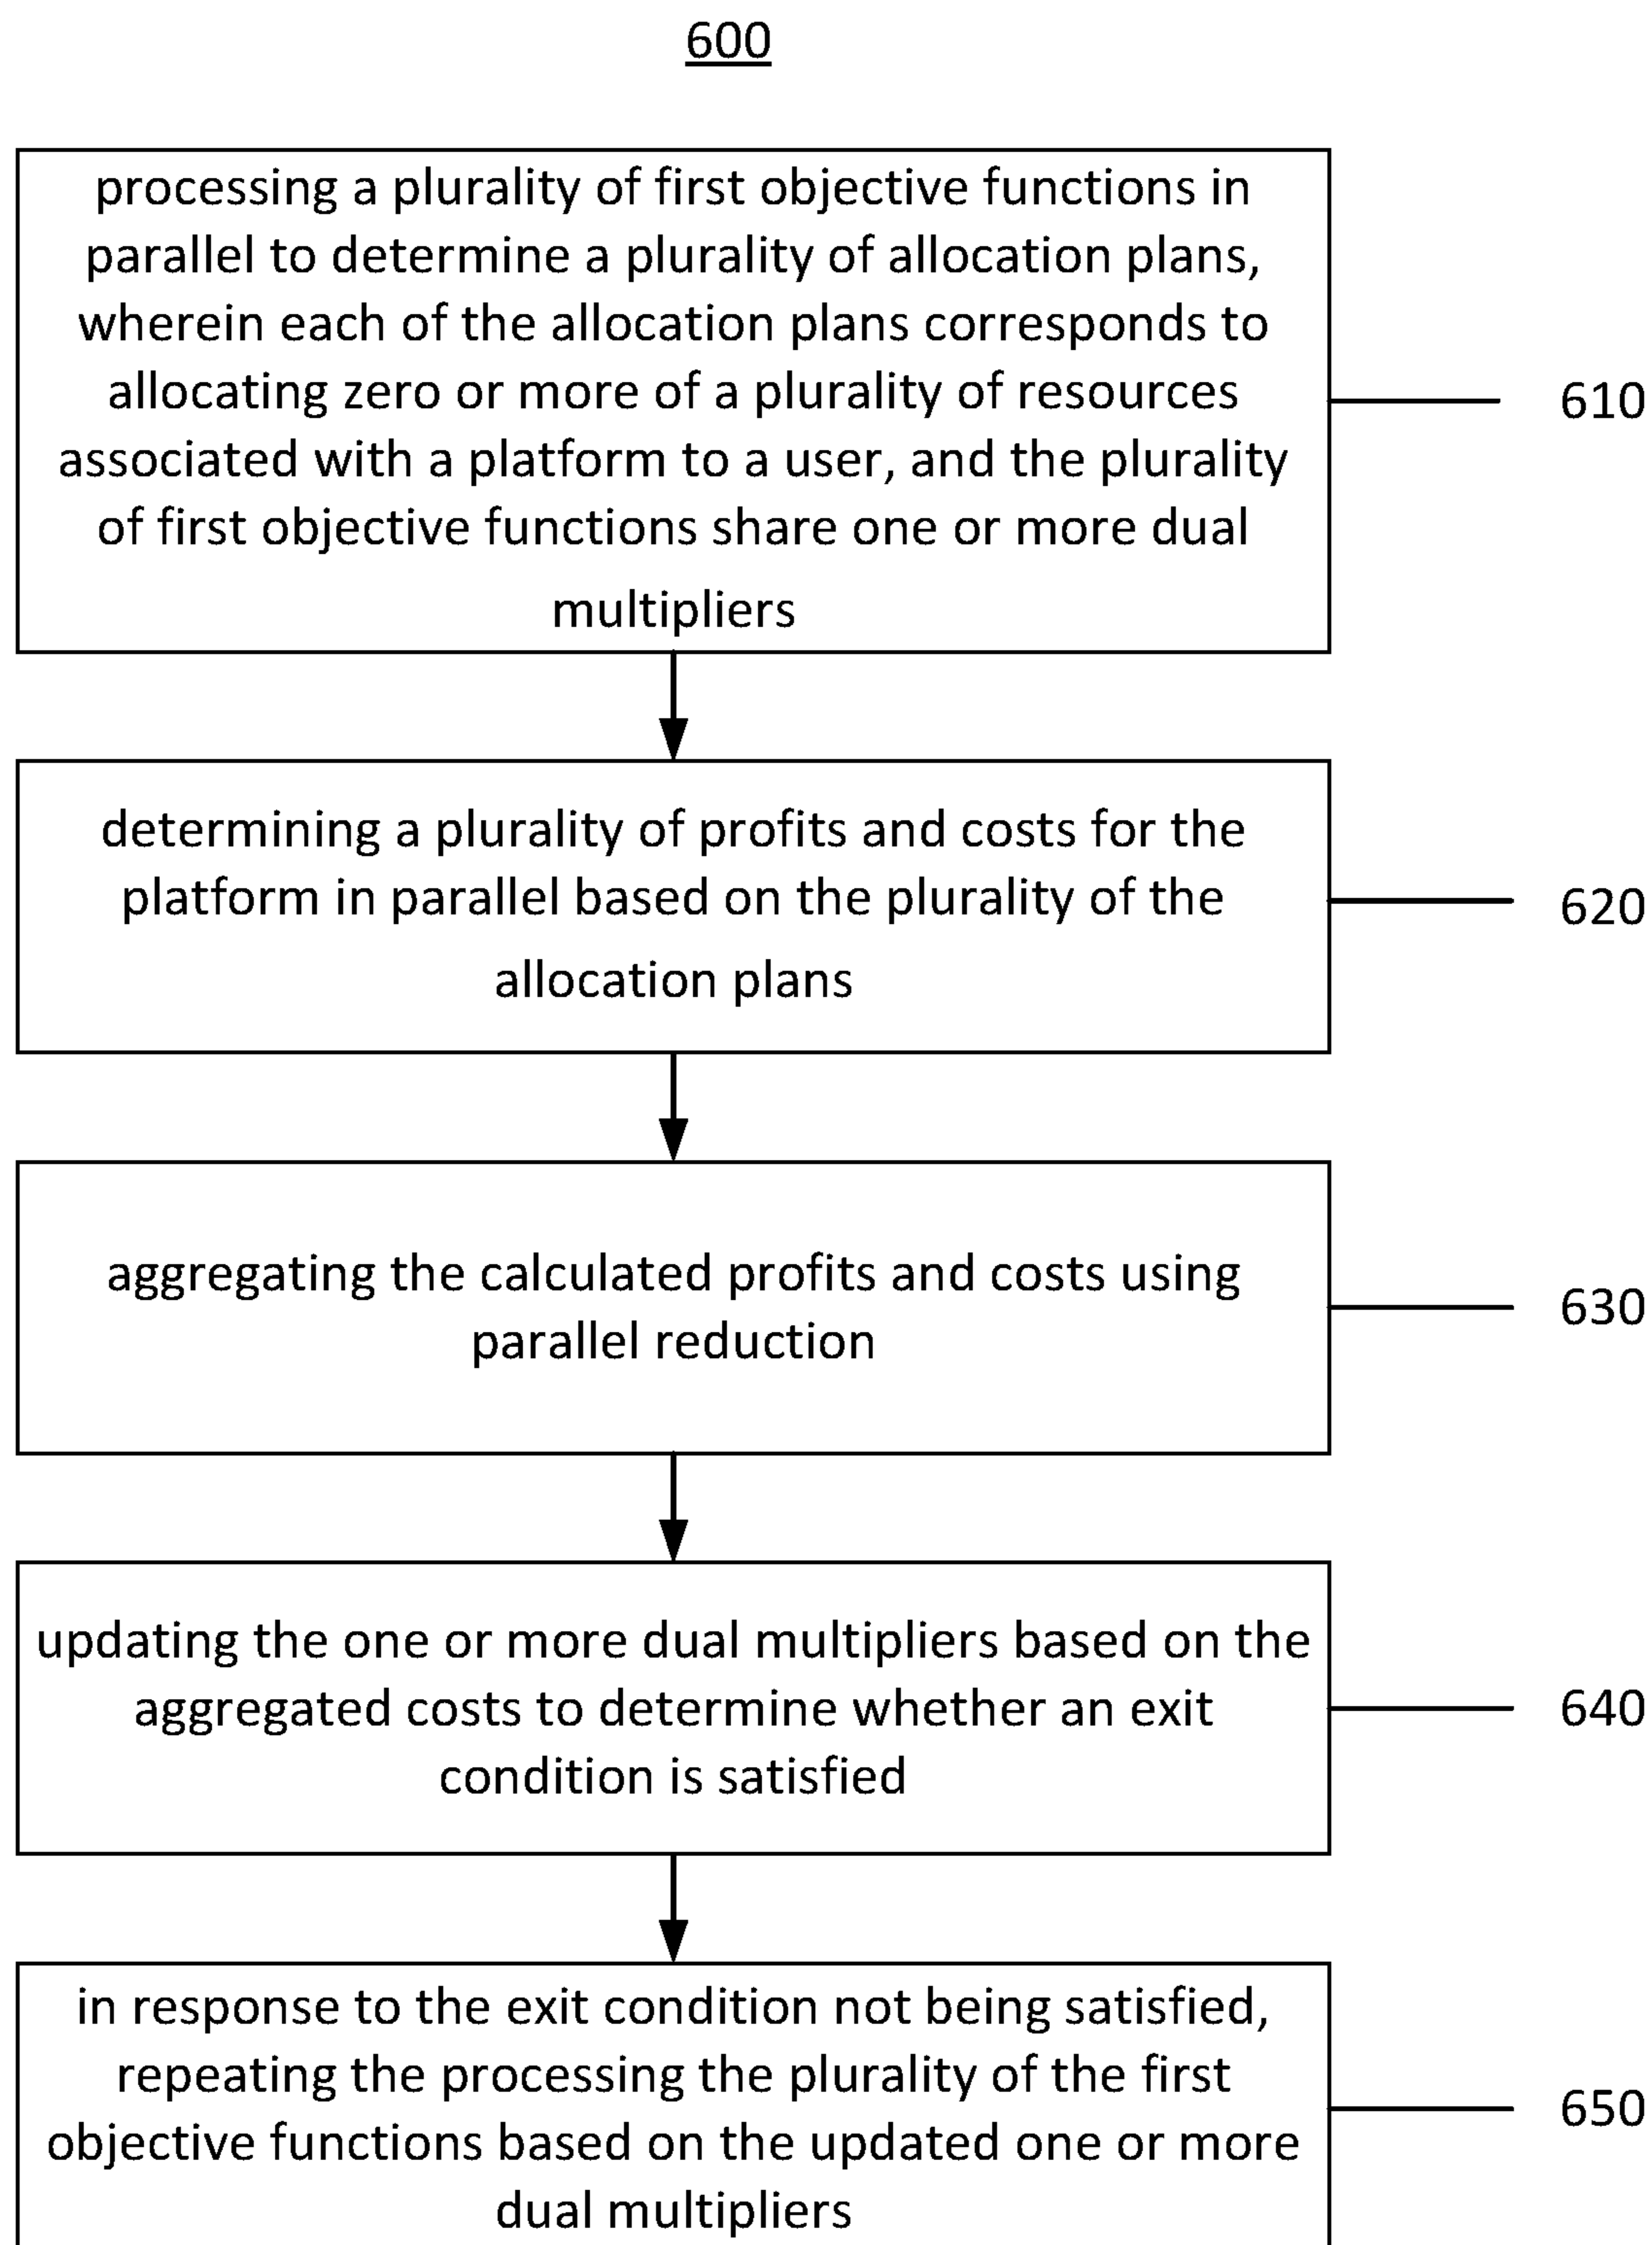 600
processing a plurality of first objective functions in
parallel to determine a plurality of allocation plans,
wherein each of the allocation plans corresponds to
allocating zero or more of a plurality of resources
associated with a platform to a user, and the plurality
of first objective functions share one or more dual
multipliers
610
determining a plurality of profits and costs for the
platform in parallel based on the plurality of the
allocation plans
620
aggregating the calculated profits and costs using
parallel reduction
630
updating the one or more dual multipliers based on the
aggregated costs to determine whether an exit
condition is satisfied
640
in response to the exit condition not being satisfied,
repeating the processing the plurality of the first
objective functions based on the updated one or more
dual multipliers
650